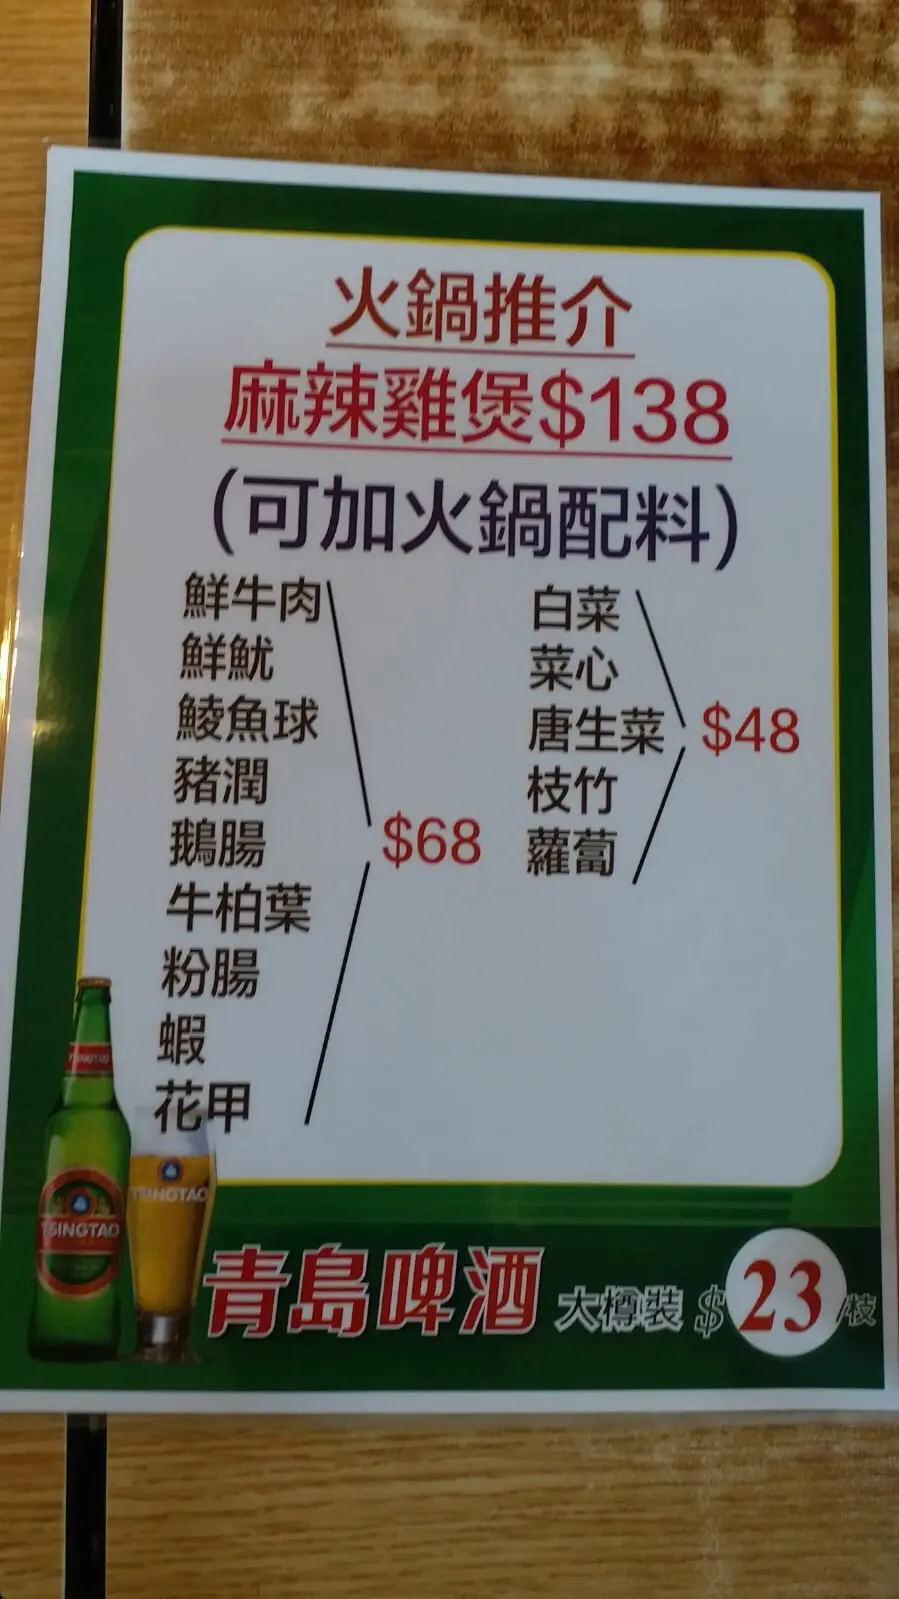 火鍋推介
麻辣雞煲$138
(可加火鍋配料)
鮮牛肉
鮮魷
鯪魚球
豬潤
鵝腸
牛柏葉
粉腸
蝦
花甲
$68
白菜
菜心
唐生菜
枝竹
蘿蔔
$48
TSINGTAO
TSINGTAO
TSINGTAO
青島啤酒 大樽裝 $23/枝